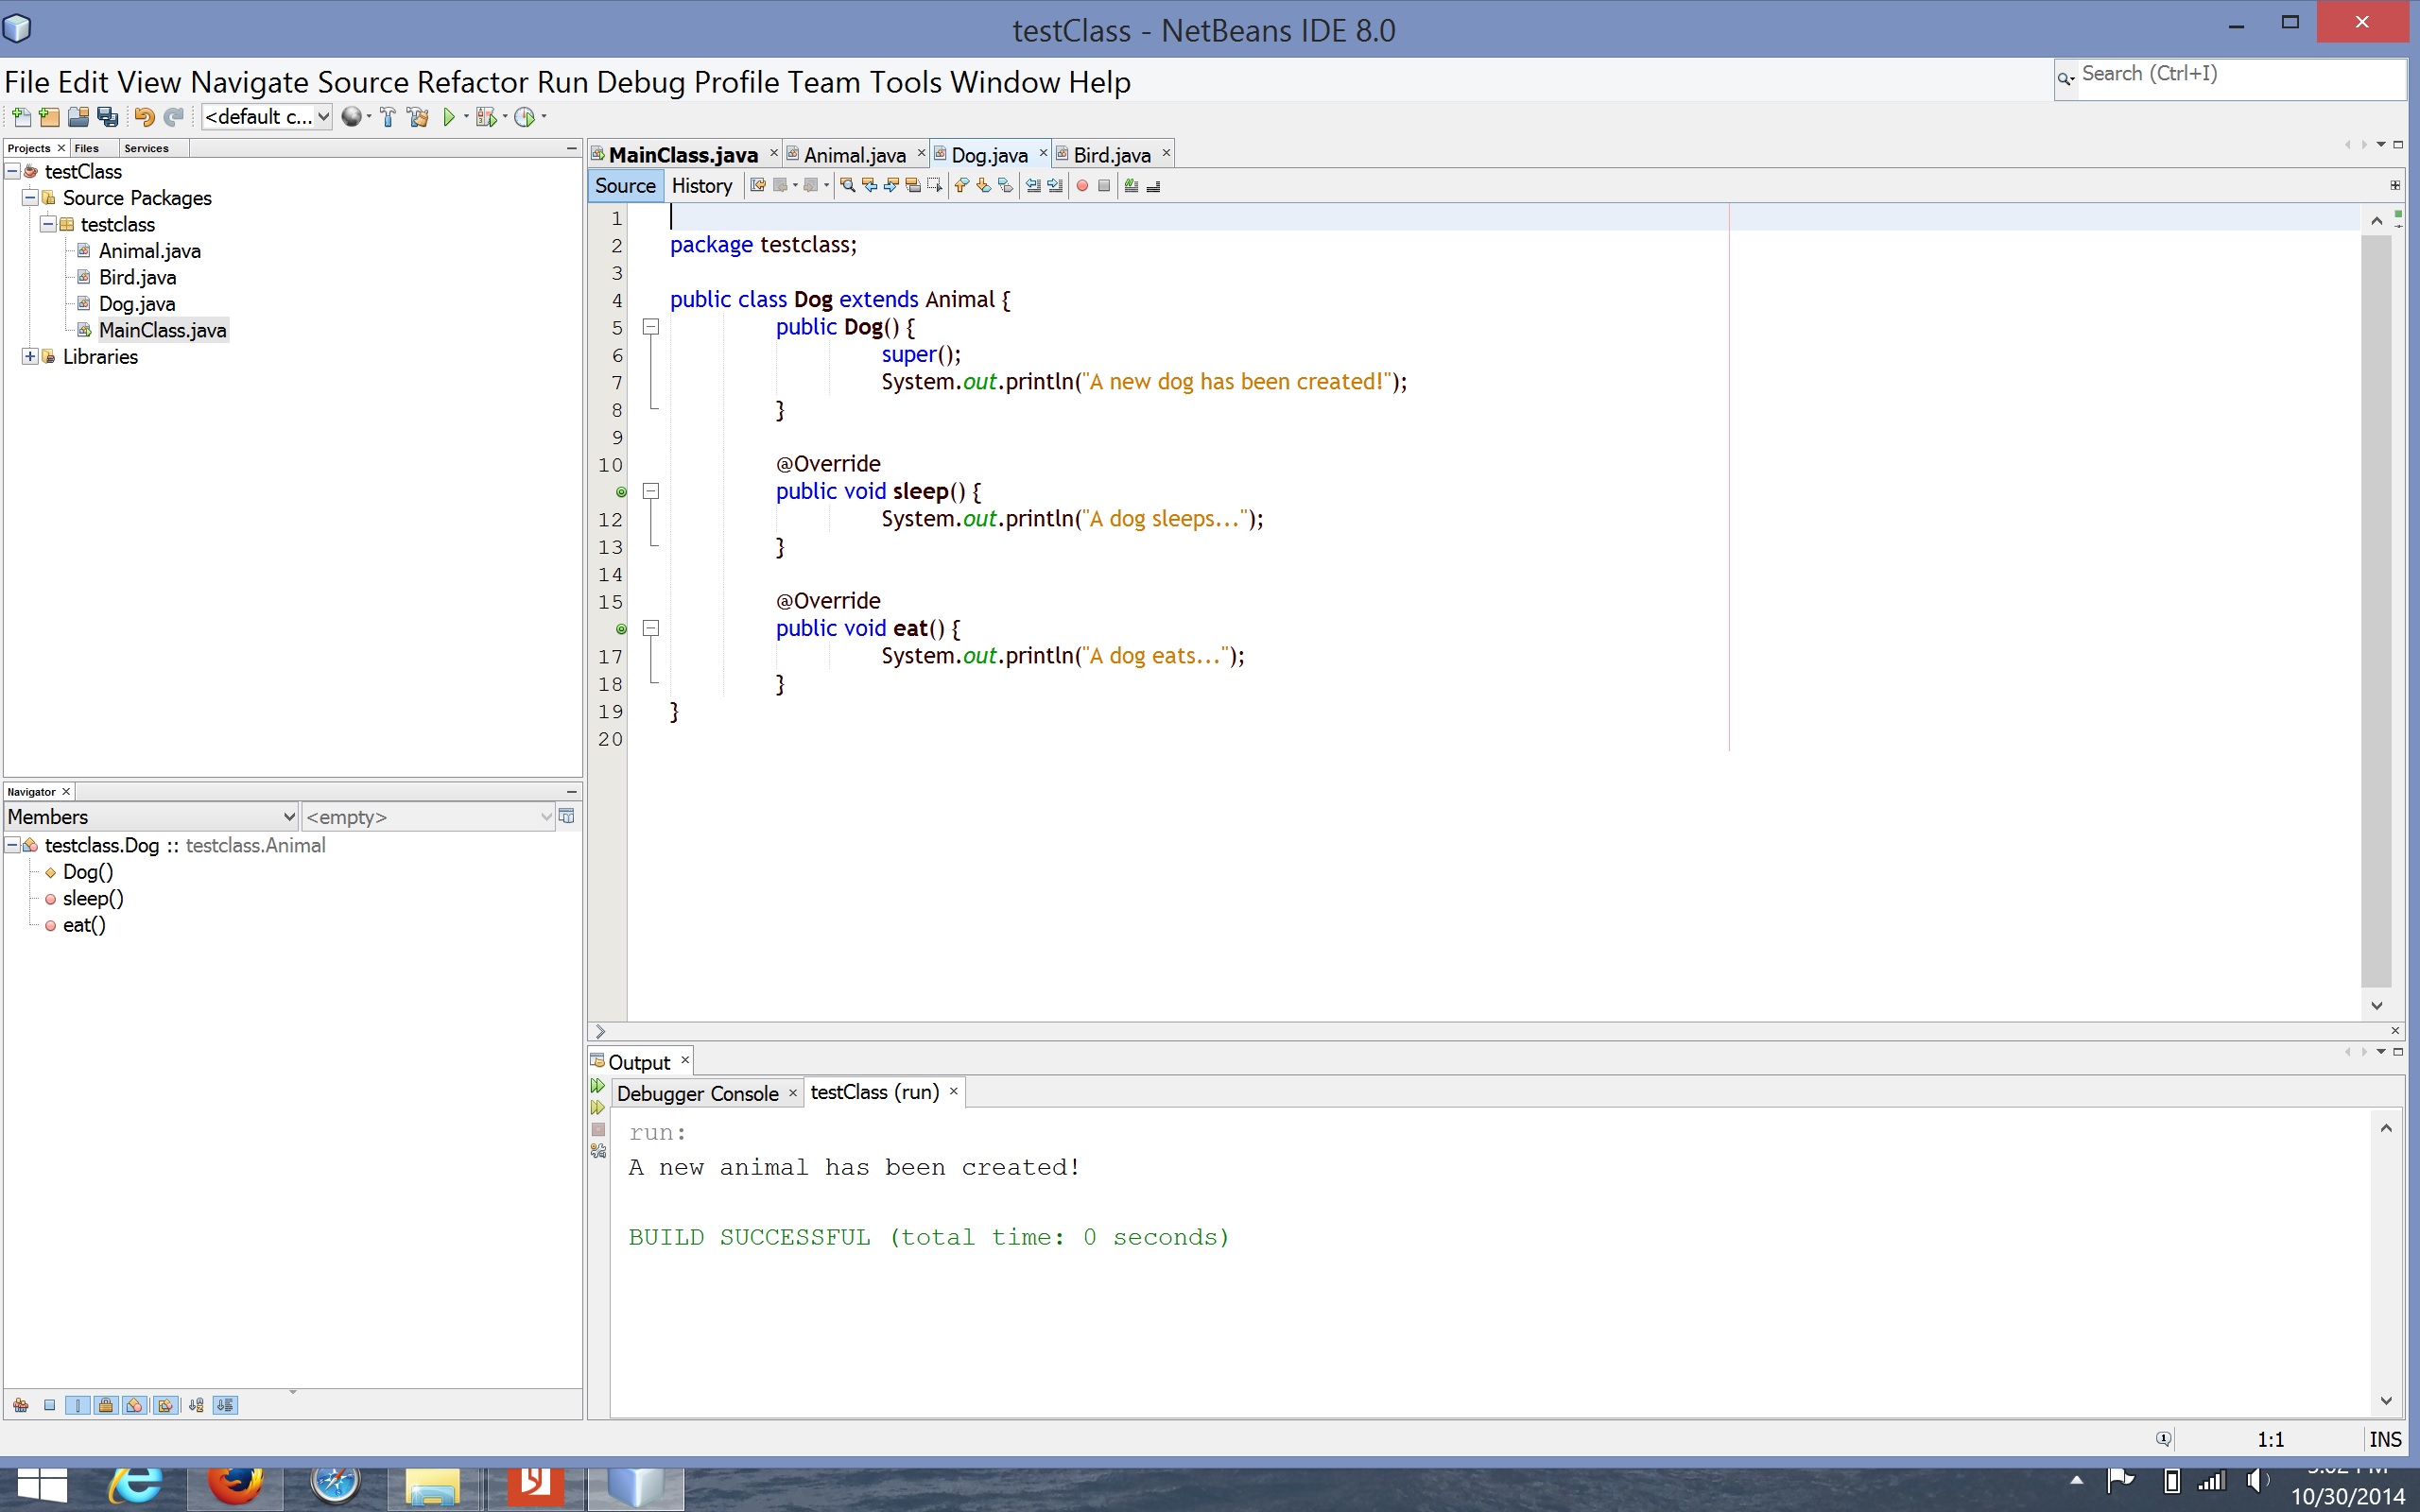 testClass - NetBeans IDE 8.0
File Edit View Navigate Source Refactor Run Debug Profile Team Tools Window Help
Search (Ctrl+I)
<default c...
Projects Files Services
testClass
Source Packages
testclass
Animal.java
Bird.java
Dog.java
MainClass.java
Libraries
MainClass.java Animal.java Dog.java Bird.java
Source History
1
2 package testclass;
3
4 public class Dog extends Animal {
5 public Dog() {
6 super();
7 System.out.println("A new dog has been created!");
8 }
9
10 @Override
public void sleep() {
12 System.out.println("A dog sleeps...");
13 }
14
15 @Override
public void eat() {
17 System.out.println("A dog eats...");
18 }
19 }
20
Navigator
Members <empty>
testclass.Dog :: testclass.Animal
Dog()
sleep()
eat()
Output
Debugger Console testClass (run)
run:
A new animal has been created!
BUILD SUCCESSFUL (total time: 0 seconds)
1:1 INS
10/30/2014